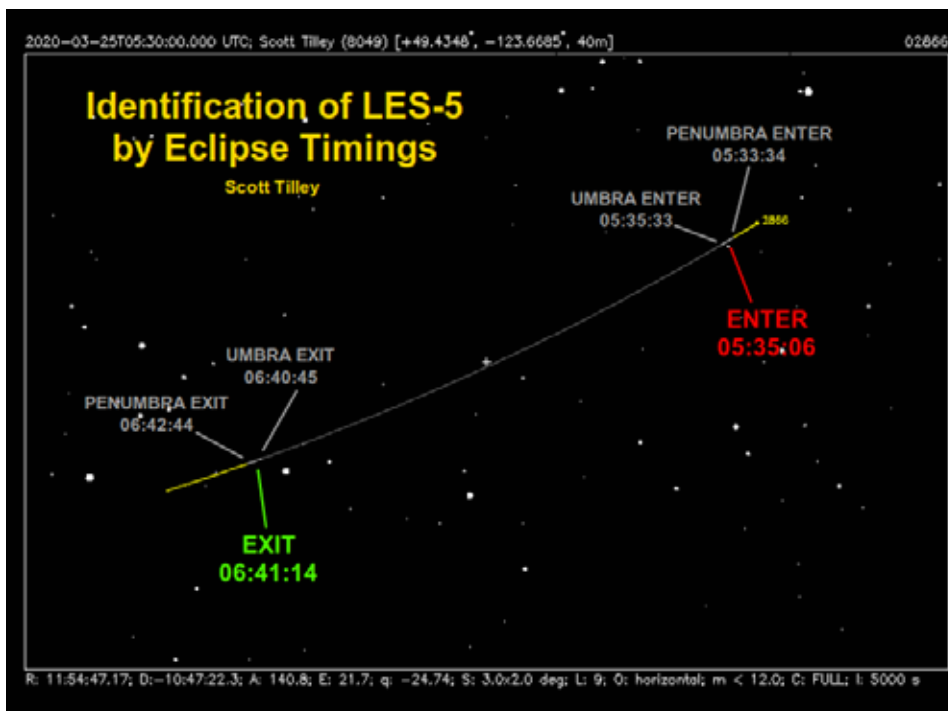 2020-03-25T05:30:00.000 UTC; Scott Tilley (8049) [+49.4348°, -123.6685°, 40m]
02866
Identification of LES-5
by Eclipse Timings
Scott Tilley
PENUMBRA ENTER
05:33:34
UMBRA ENTER
05:35:33
2866
ENTER
05:35:06
UMBRA EXIT
06:40:45
PENUMBRA EXIT
06:42:44
EXIT
06:41:14
R: 11:54:47.17; D:-10:47:22.3; A: 140.8; E: 21.7; q: -24.74; S: 3.0x2.0 deg; L: 9; O: horizontal; m < 12.0; C: FULL; l: 5000 s